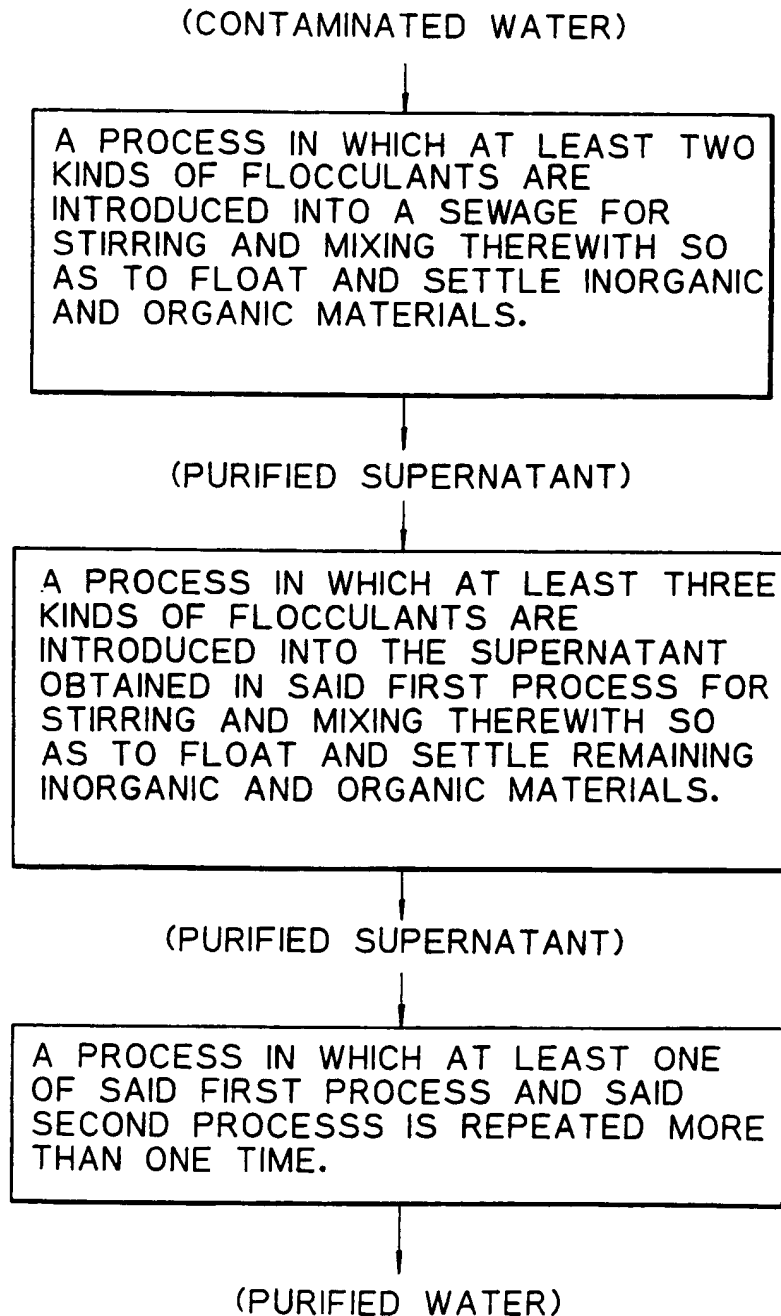 (CONTAMINATED WATER)
A PROCESS IN WHICH AT LEAST TWO
KINDS OF FLOCCULANTS ARE
INTRODUCED INTO A SEWAGE FOR
STIRRING AND MIXING THEREWITH SO
AS TO FLOAT AND SETTLE INORGANIC
AND ORGANIC MATERIALS.
(PURIFIED SUPERNATANT)
A PROCESS IN WHICH AT LEAST THREE
KINDS OF FLOCCULANTS ARE
INTRODUCED INTO THE SUPERNATANT
OBTAINED IN SAID FIRST PROCESS FOR
STIRRING AND MIXING THEREWITH SO
AS TO FLOAT AND SETTLE REMAINING
INORGANIC AND ORGANIC MATERIALS.
(PURIFIED SUPERNATANT)
A PROCESS IN WHICH AT LEAST ONE
OF SAID FIRST PROCESS AND SAID
SECOND PROCESSS IS REPEATED MORE
THAN ONE TIME.
(PURIFIED WATER)